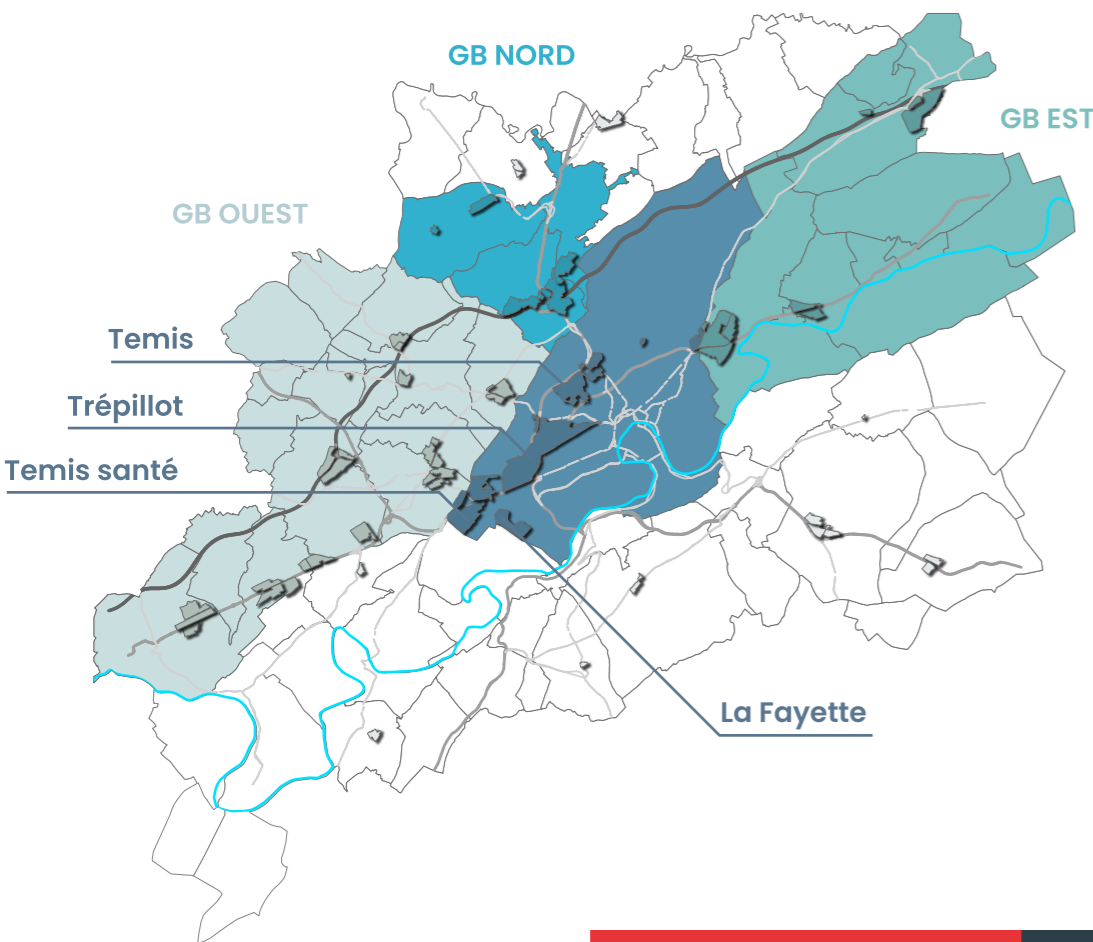 GB NORD
GB EST
GB OUEST
Temis
Trépillot
Temis santé
La Fayette